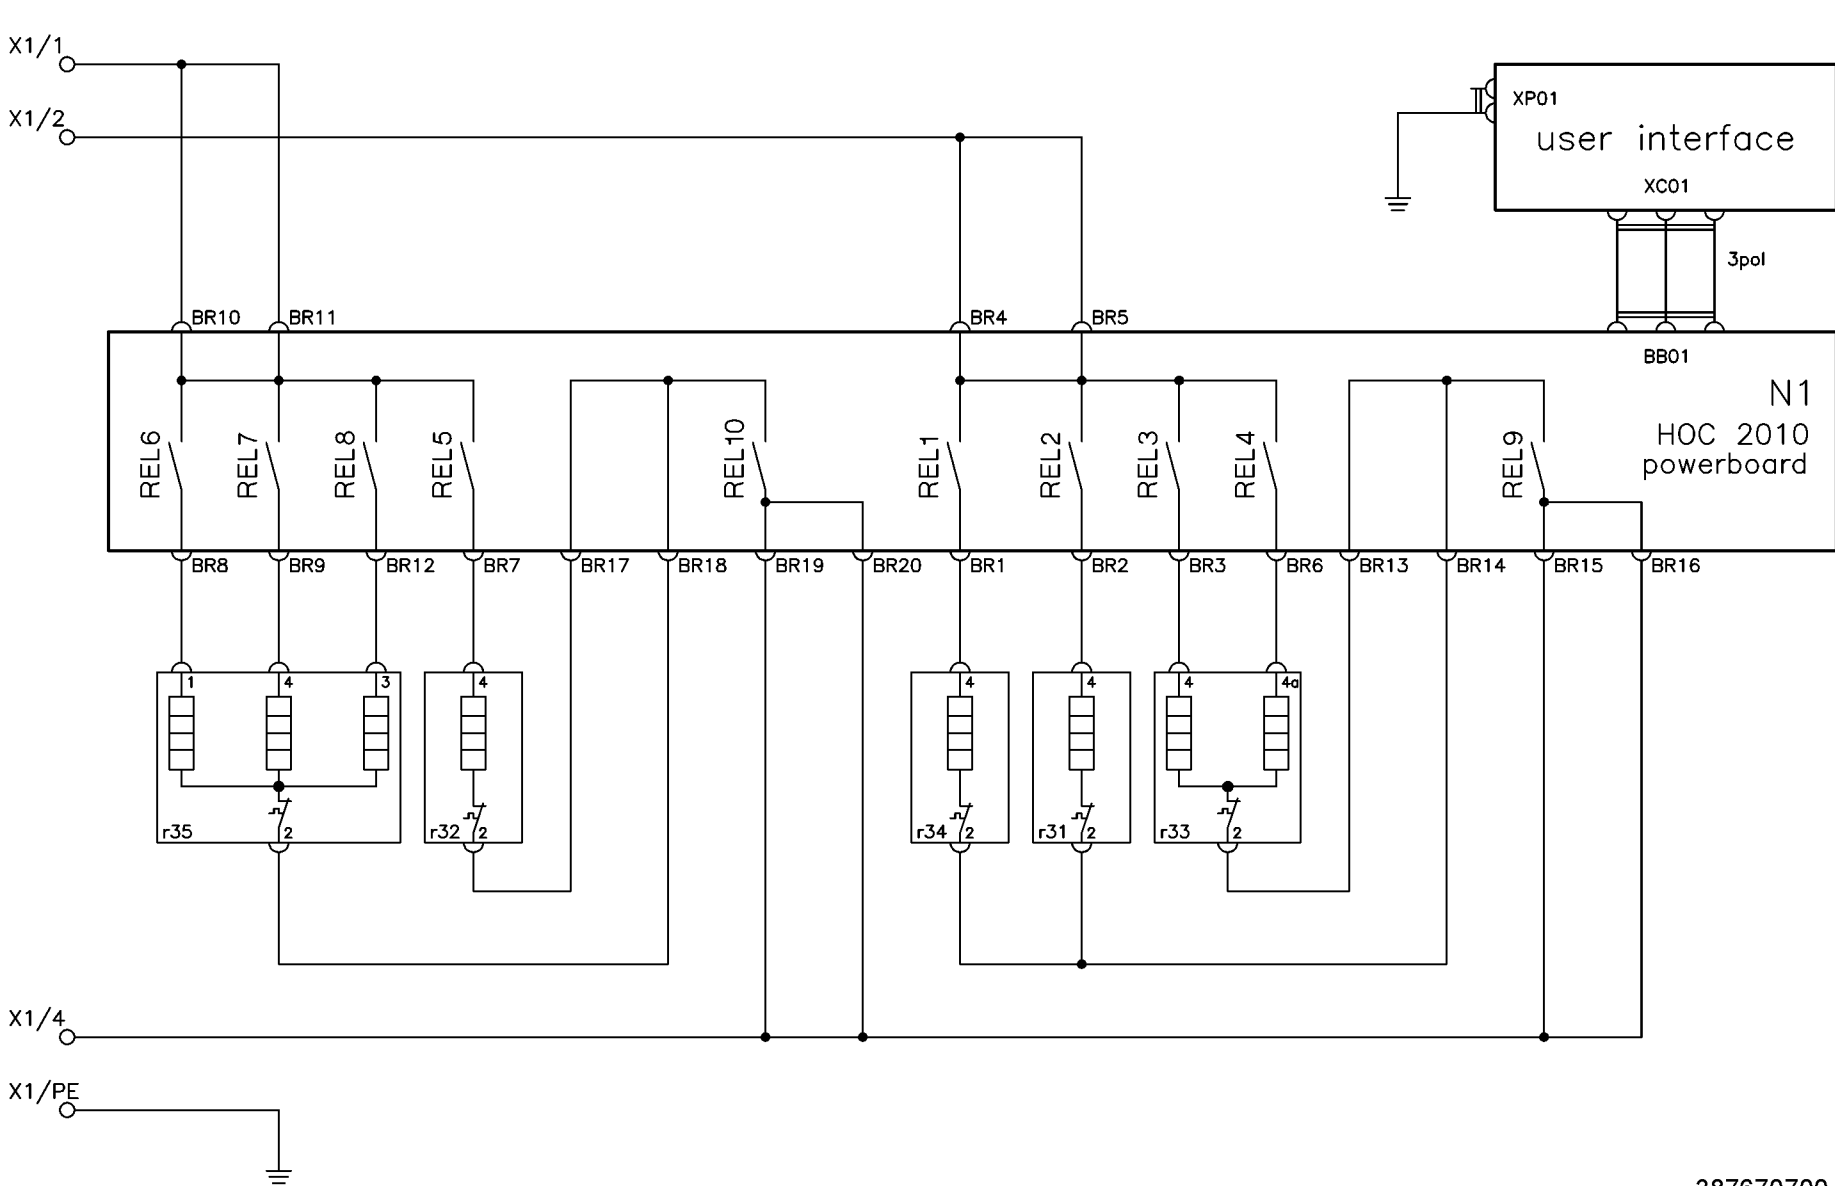 X1/1
X1/2
XP01
user interface
XC01
3pol
BR10 BR11 BR4 BR5
BB01
N1
HOC 2010
powerboard
REL6 REL7 REL8 REL5 REL10 REL1 REL2 REL3 REL4 REL9
BR8 BR9 BR12 BR7 BR17 BR18 BR19 BR20 BR1 BR2 BR3 BR6 BR13 BR14 BR15 BR16
1 4 3 4 4 4 4 4a
r35 2 r32 2 r34 2 r31 2 r33 2
X1/4
X1/PE